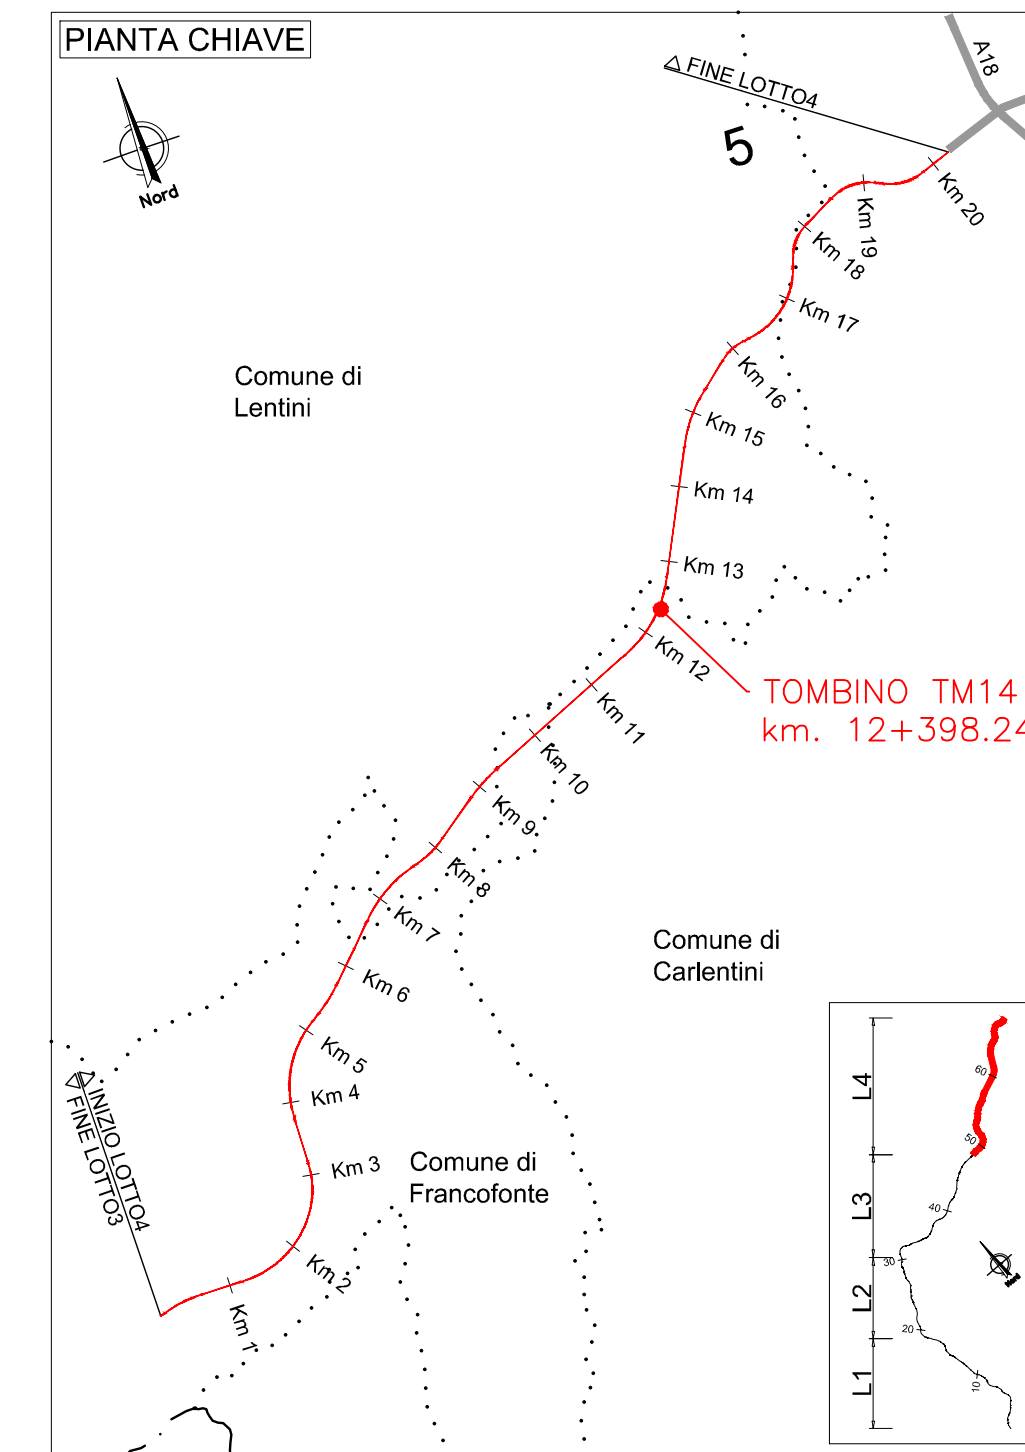 PIANTA CHIAVE
Nord
FINE LOTTO4
A18
5
Km 20
Km 19
Km 18
Km 17
Comune di
Lentini
Km 16
Km 15
Km 14
Km 13
Km 12
TOMBINO TM14
km. 12+398.24
Km 11
Km 10
Km 9
Km 8
Km 7
Comune di
Carlentini
Km 6
Km 5
Km 4
INIZIO LOTTO4
FINE LOTTO3
Km 3
Comune di
Francofonte
Km 2
Km 1
L4
60
50
L3
40
30
Nord
L2
20
L1
10